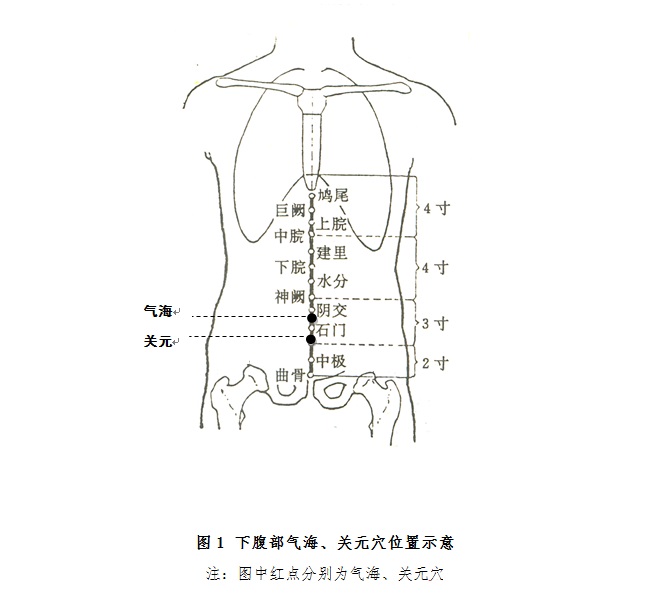 鸠尾
巨阙
4寸
上脘
中脘
建里
下脘
4寸
水分
神阙
气海
阴交
3寸
石门
关元
中极
2寸
曲骨
图1 下腹部气海、关元穴位置示意
注：图中红点分别为气海、关元穴